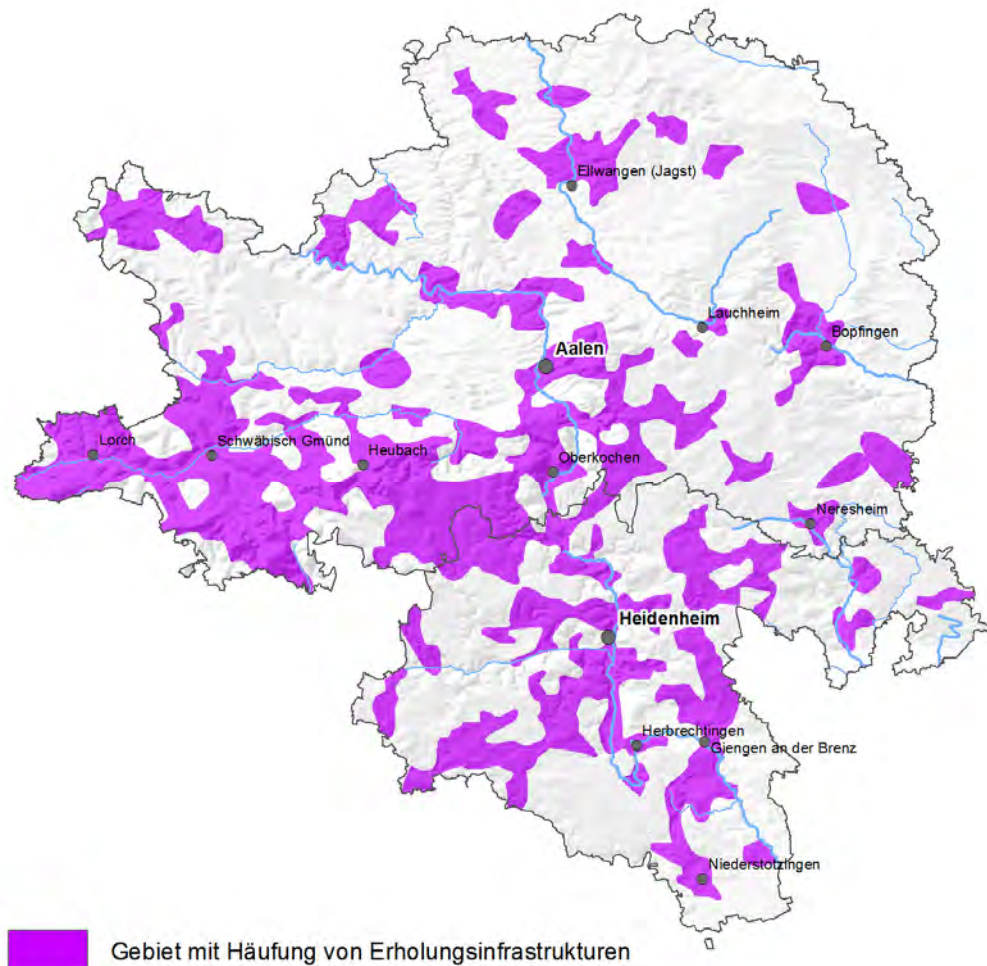 Ellwangen (Jagst)
Lauchheim
Bopfingen
Aalen
Lorch
Schwäbisch Gmünd
Heubach
Oberkochen
Neresheim
Heidenheim
Herbrechtingen
Giengen an der Brenz
Niederstotzingen
Gebiet mit Häufung von Erholungsinfrastrukturen